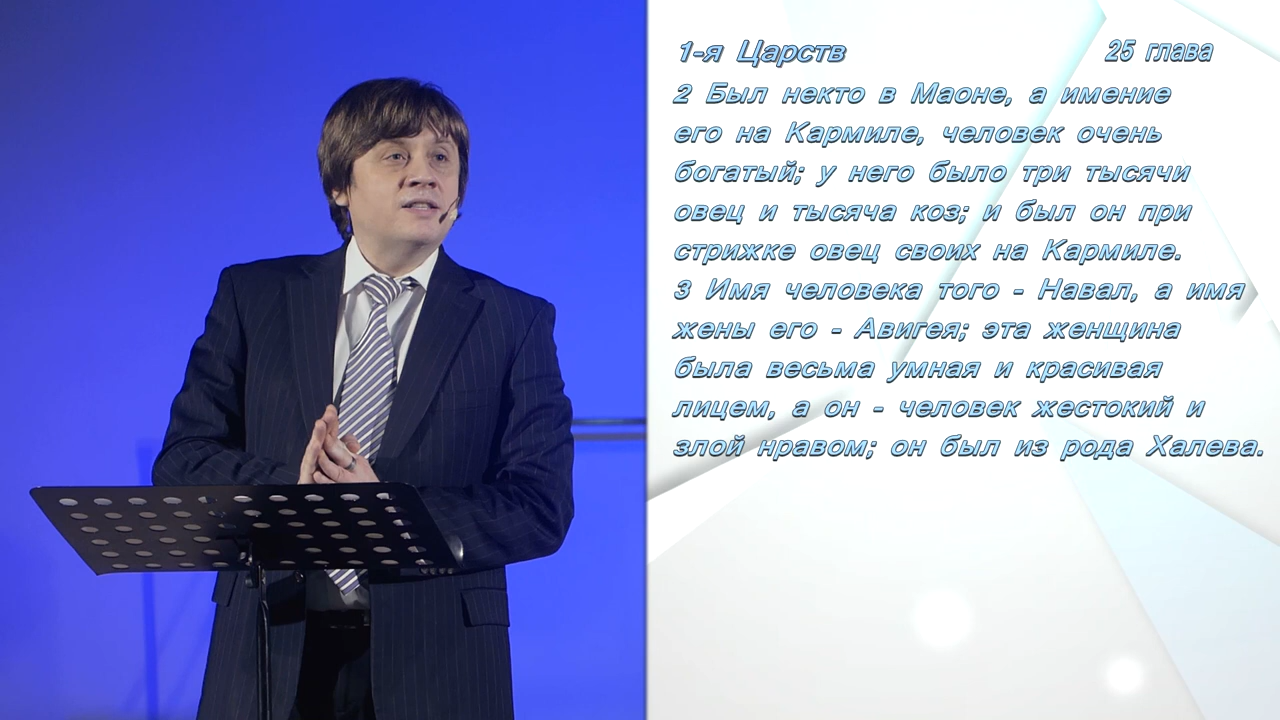 1-я Царств 25 глава
2 Был некто в Маоне, а имение
его на Кармиле, человек очень
богатый; у него было три тысячи
овец и тысяча коз; и был он при
стрижке овец своих на Кармиле.
3 Имя человека того - Навал, а имя
жены его - Авигея; эта женщина
была весьма умная и красивая
лицем, а он - человек жестокий и
злой нравом; он был из рода Халева.